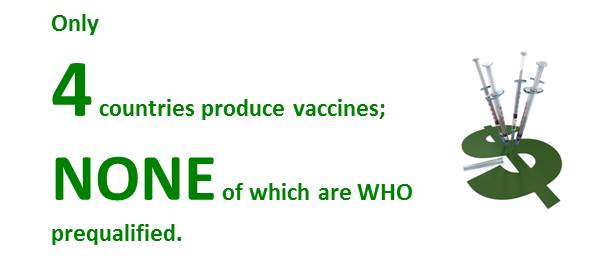 Only
4 countries produce vaccines;
NONE of which are WHO
prequalified.